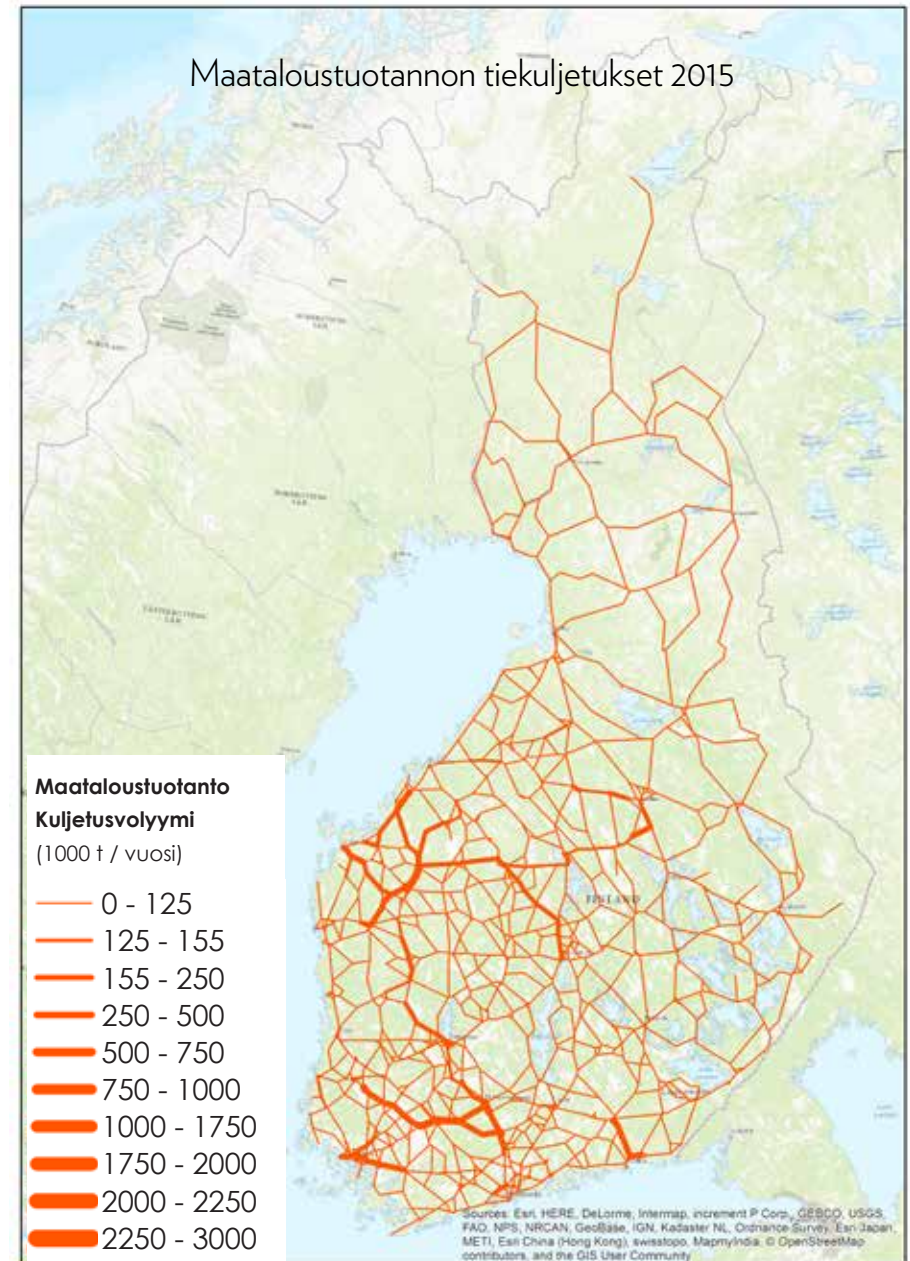 Maataloustuotannon tiekuljetukset 2015
FINLAND
Maataloustuotanto
Kuljetusvolyymi
(1000 t / vuosi)
0 - 125
125 - 155
155 - 250
250 - 500
500 - 750
750 - 1000
1000 - 1750
1750 - 2000
2000 - 2250
2250 - 3000
Sources: Esri, HERE, DeLorme, Intermap, increment P Corp., GEBCO, USGS,
FAO, NPS, NRCAN, GeoBase, IGN, Kadaster NL, Ordnance Survey, Esri Japan,
METI, Esri China (Hong Kong), swisstopo, MapmyIndia, © OpenStreetMap
contributors, and the GIS User Community